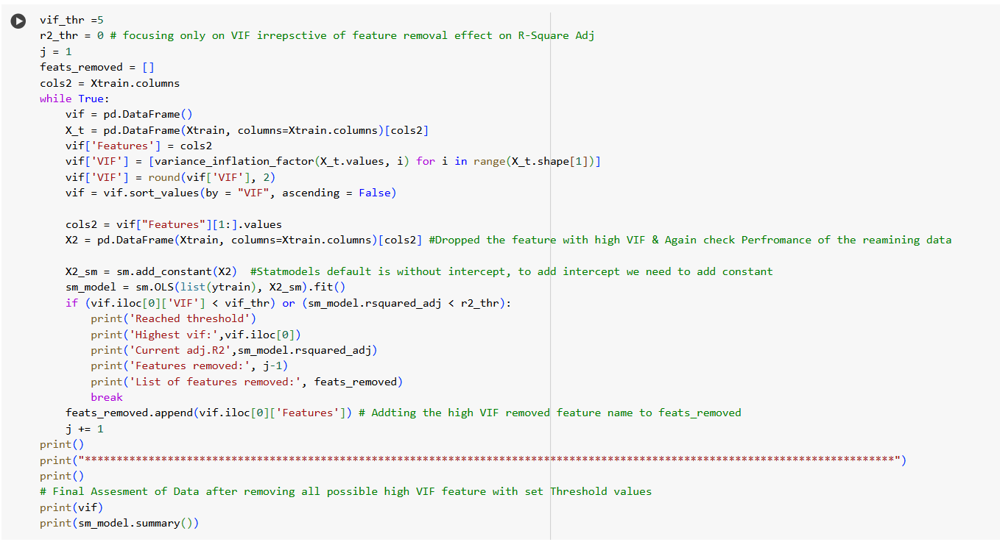 vif_thr =5
r2_thr = 0 # focusing only on VIF irrepsctive of feature removal effect on R-Square Adj
j = 1
feats_removed = []
cols2 = Xtrain.columns
while True:
    vif = pd.DataFrame()
    X_t = pd.DataFrame(Xtrain, columns=Xtrain.columns)[cols2]
    vif['Features'] = cols2
    vif['VIF'] = [variance_inflation_factor(X_t.values, i) for i in range(X_t.shape[1])]
    vif['VIF'] = round(vif['VIF'], 2)
    vif = vif.sort_values(by = "VIF", ascending = False)

    cols2 = vif["Features"][1:].values
    X2 = pd.DataFrame(Xtrain, columns=Xtrain.columns)[cols2] #Dropped the feature with high VIF & Again check Perfromance of the reamining data

    X2_sm = sm.add_constant(X2)  #Statmodels default is without intercept, to add intercept we need to add constant
    sm_model = sm.OLS(list(ytrain), X2_sm).fit()
    if (vif.iloc[0]['VIF'] < vif_thr) or (sm_model.rsquared_adj < r2_thr):
        print('Reached threshold')
        print('Highest vif:',vif.iloc[0])
        print('Current adj.R2',sm_model.rsquared_adj)
        print('Features removed:', j-1)
        print('List of features removed:', feats_removed)
        break
    feats_removed.append(vif.iloc[0]['Features']) # Addting the high VIF removed feature name to feats_removed
    j += 1
print()
print("*******************************************************************************************************************************")
print()
# Final Assesment of Data after removing all possible high VIF feature with set Threshold values
print(vif)
print(sm_model.summary())